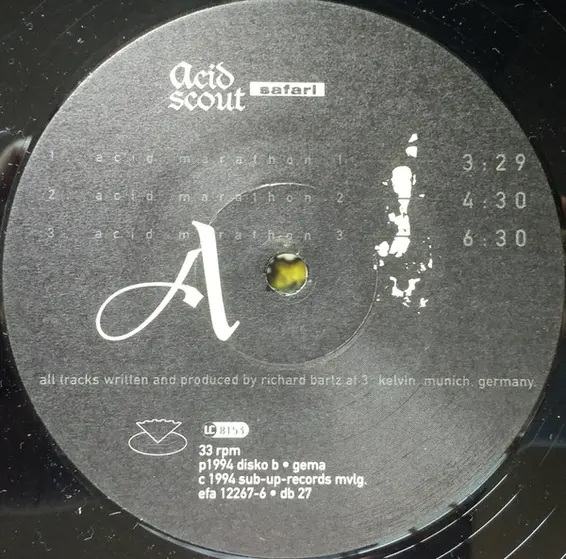 acid
scout safari
1. acid marathon 1. 3:29
2. acid marathon 2 4:30
3. acid marathon 3 6:30
A
all tracks written and produced by richard bartz at 3° kelvin. munich. germany.
LC 8153
33 rpm
p1994 disko b • gema
c 1994 sub-up-records mvlg.
efa 12267-6 • db 27